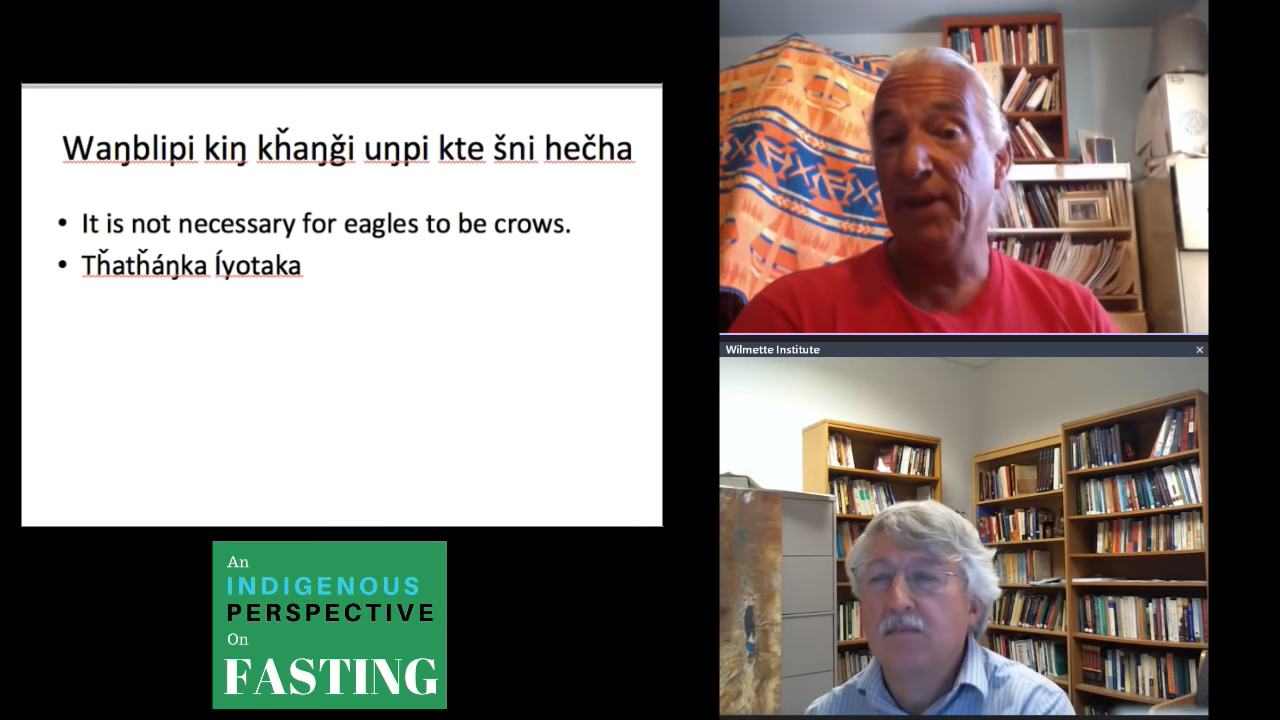 Waŋblipi kiŋ kȟaŋǧi uŋpi kte šni hečha
• It is not necessary for eagles to be crows.
• Tȟatȟáŋka Íyotaka
An
INDIGENOUS
PERSPECTIVE
On
FASTING
Wilmette Institute